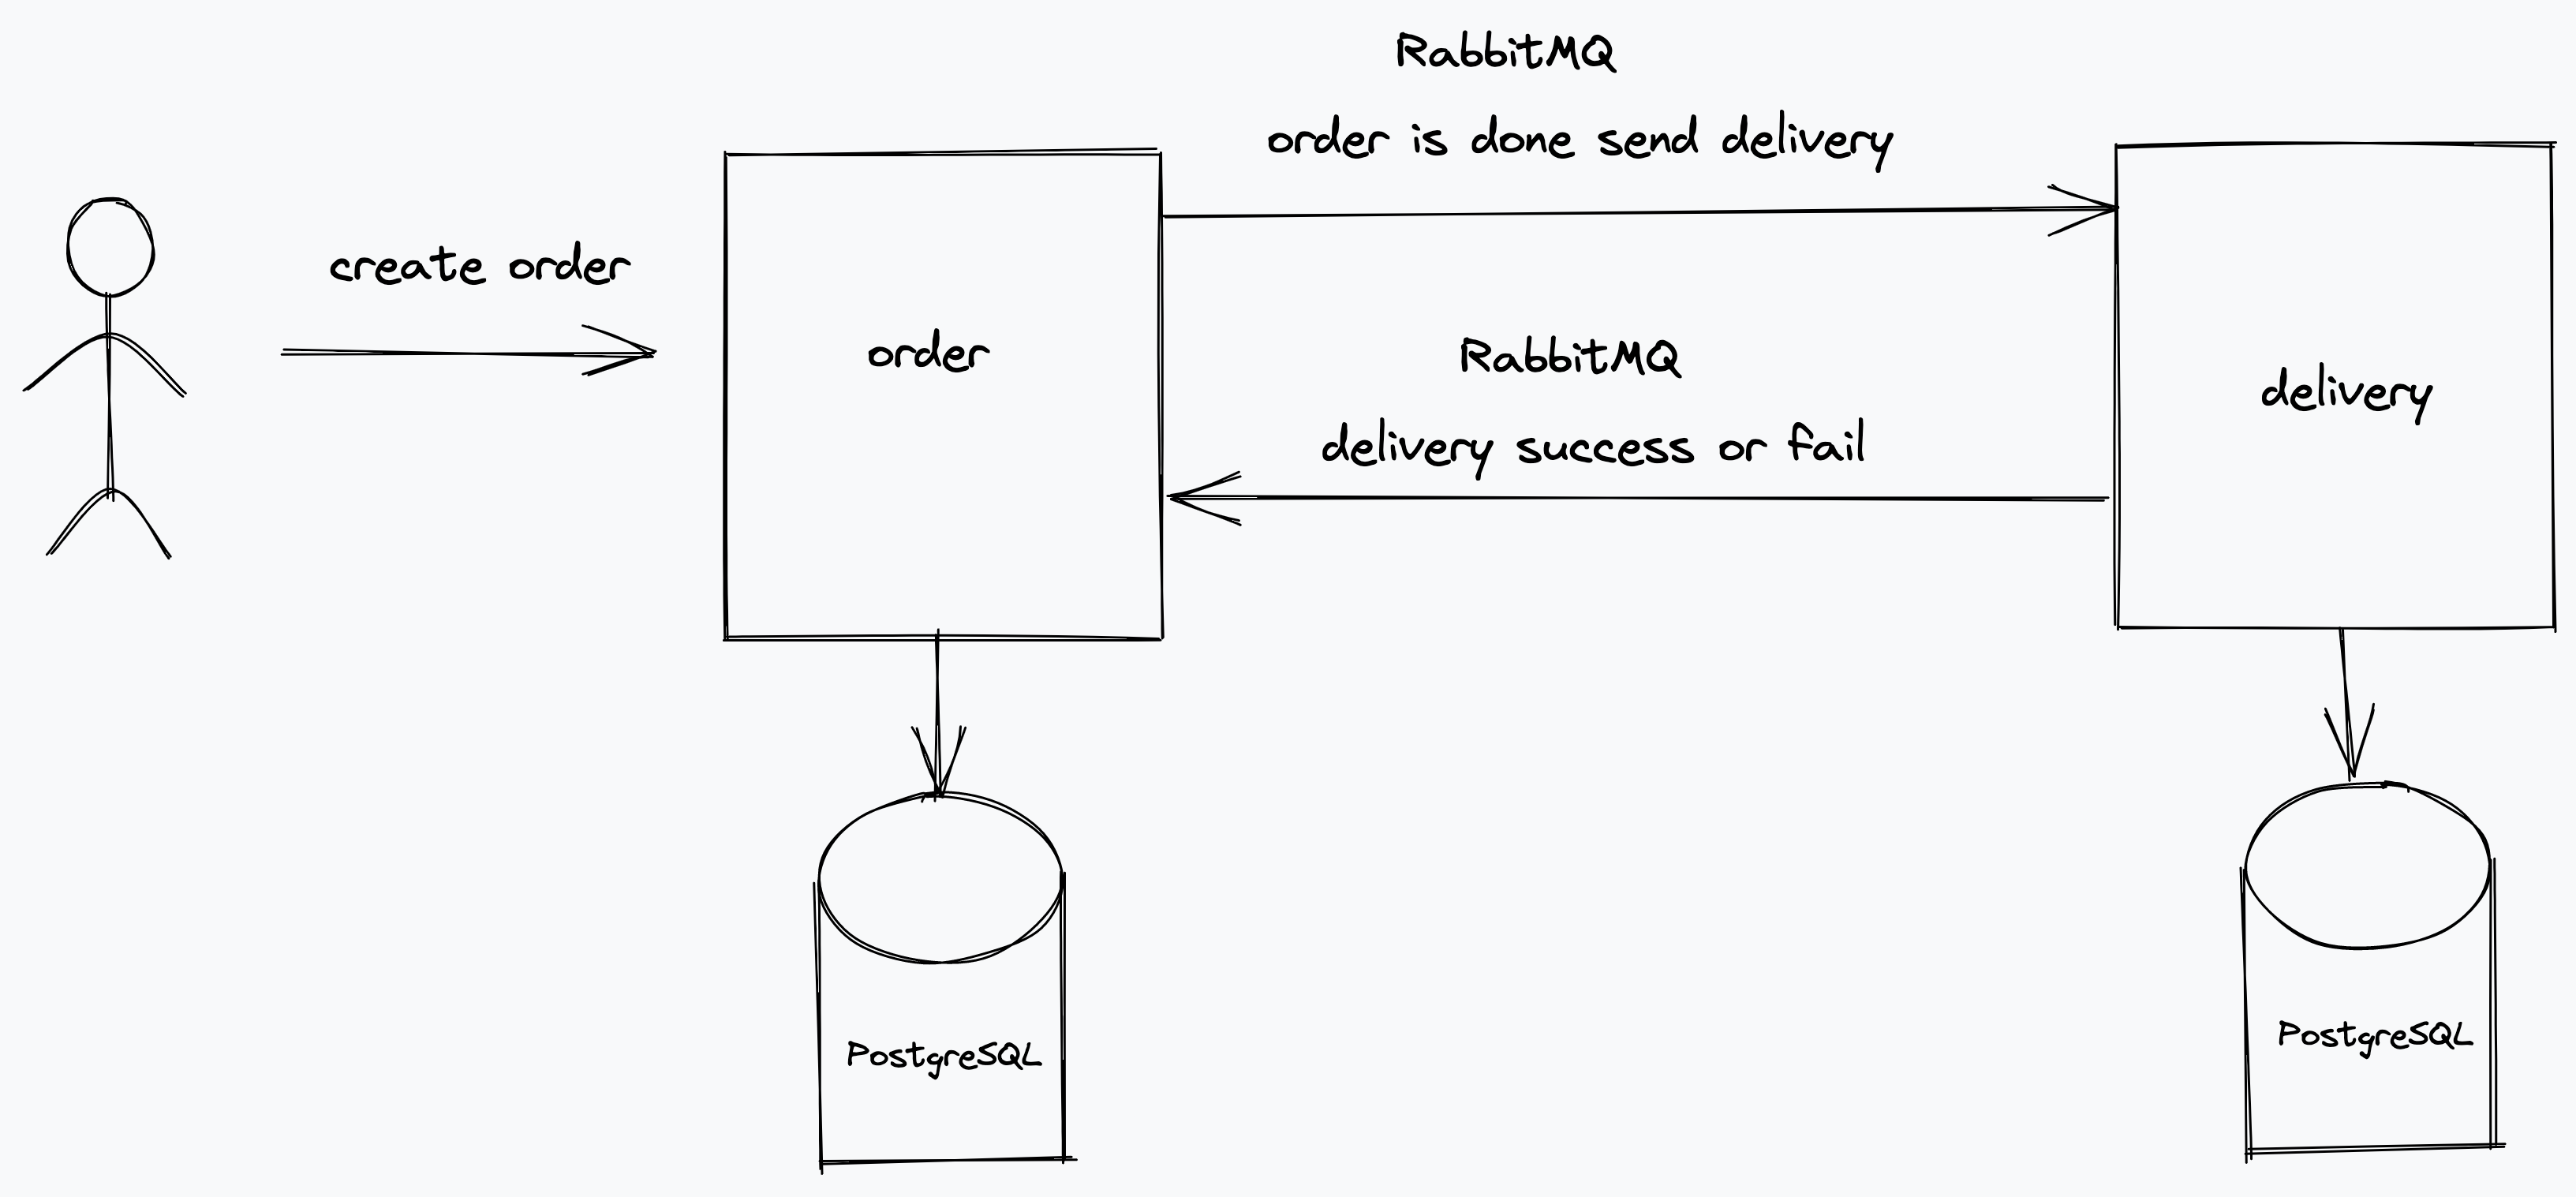 RabbitMQ
order is done send delivery
create order
order
RabbitMQ
delivery success or fail
delivery
PostgreSQL
PostgreSQL